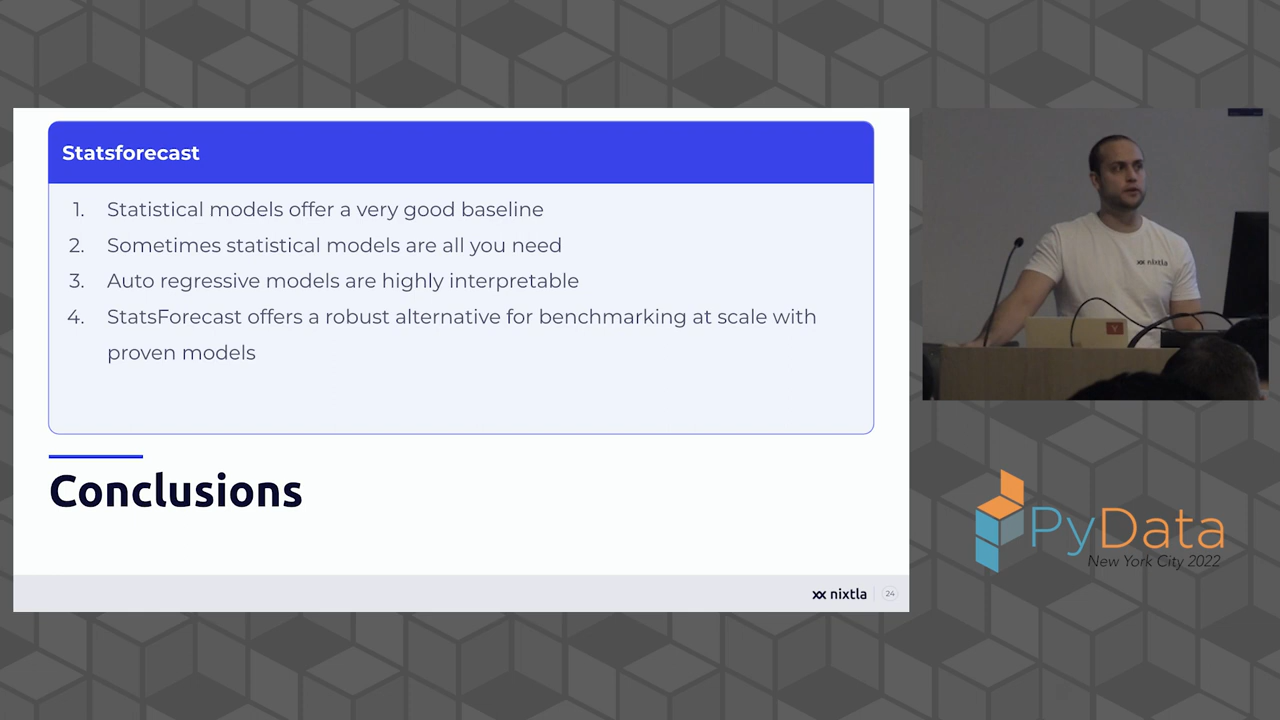 Statsforecast
1. Statistical models offer a very good baseline
2. Sometimes statistical models are all you need
3. Auto regressive models are highly interpretable
4. StatsForecast offers a robust alternative for benchmarking at scale with
proven models
Conclusions
nixtla 24
nixtla
PyData
New York City 2022